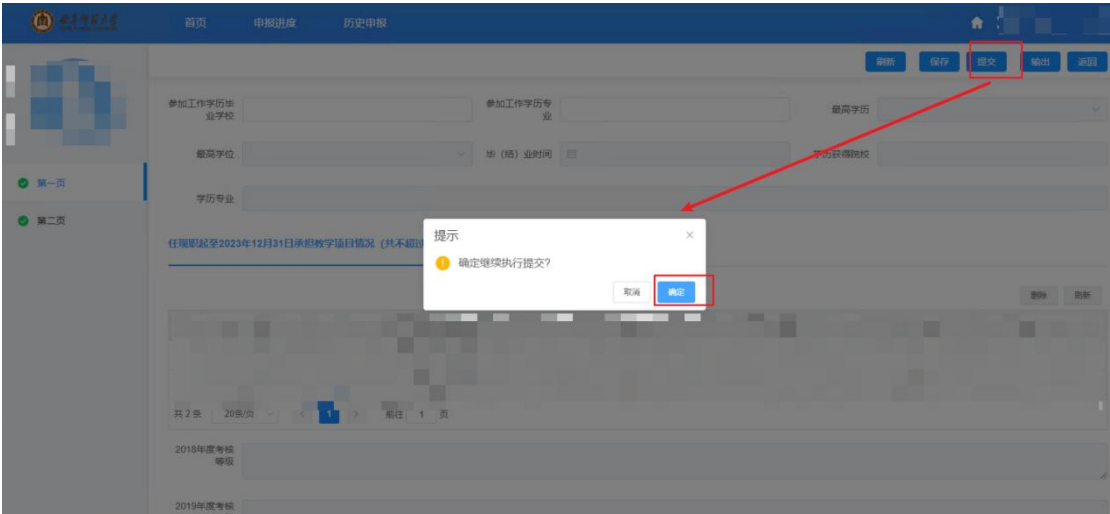 首页 申报进度 历史申报
刷新 保存 提交 输出 返回
参加工作学历毕
业学校
参加工作学历专
业
最高学历
最高学位
毕（结）业时间
学历获得院校
第一页
学历专业
第二页
任现职起至2023年12月31日承担教学项目情况（共不超过
提示
确定继续执行提交?
取消 确定
删除 刷新
共 2 条 20条/页 1 前往 1 页
2018年度考核
等级
2019年度考核